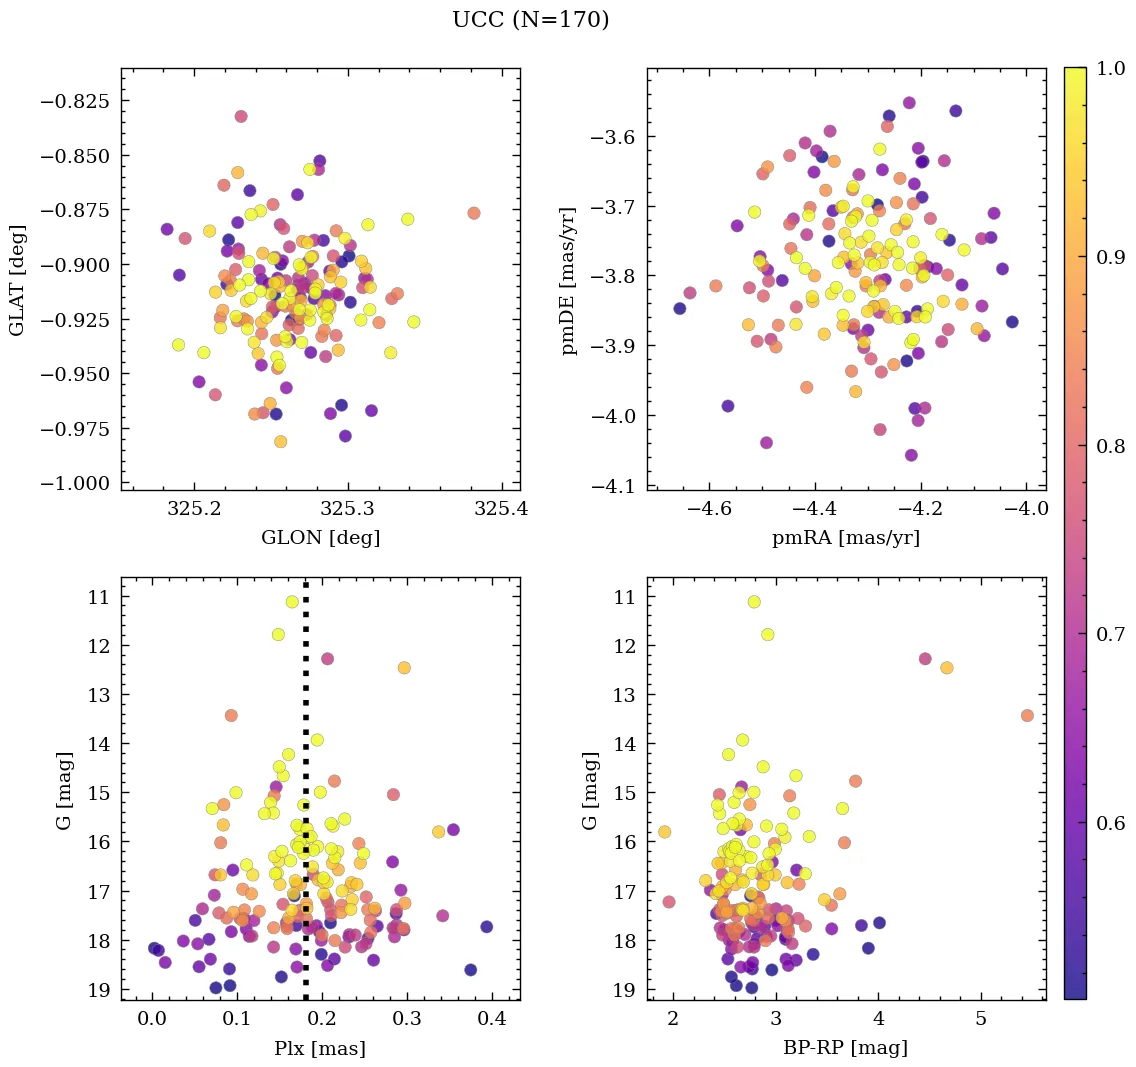 UCC (N=170)
−0.825
−0.850
−0.875
−0.900
−0.925
−0.950
−0.975
−1.000
GLAT [deg]
325.2 325.3 325.4
GLON [deg]
−3.6
−3.7
−3.8
−3.9
−4.0
−4.1
pmDE [mas/yr]
−4.6 −4.4 −4.2 −4.0
pmRA [mas/yr]
11
12
13
14
15
16
17
18
19
G [mag]
0.0 0.1 0.2 0.3 0.4
Plx [mas]
11
12
13
14
15
16
17
18
19
G [mag]
2 3 4 5
BP-RP [mag]
1.0
0.9
0.8
0.7
0.6